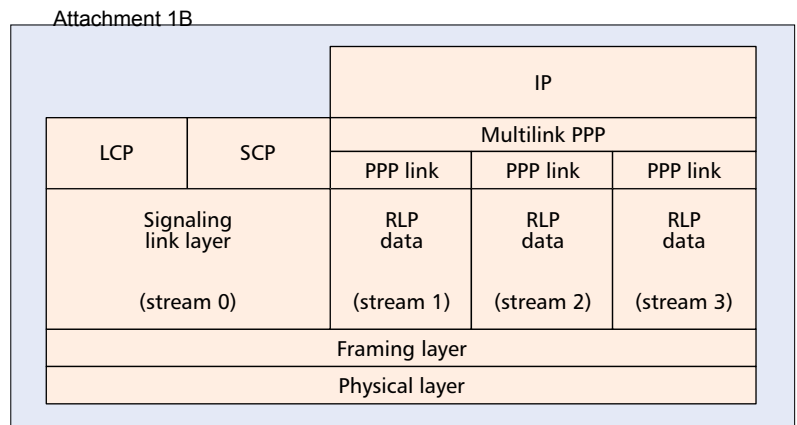 Attachment 1B
IP
LCP
SCP
Multilink PPP
PPP link
PPP link
PPP link
Signaling
link layer
(stream 0)
RLP
data
(stream 1)
RLP
data
(stream 2)
RLP
data
(stream 3)
Framing layer
Physical layer